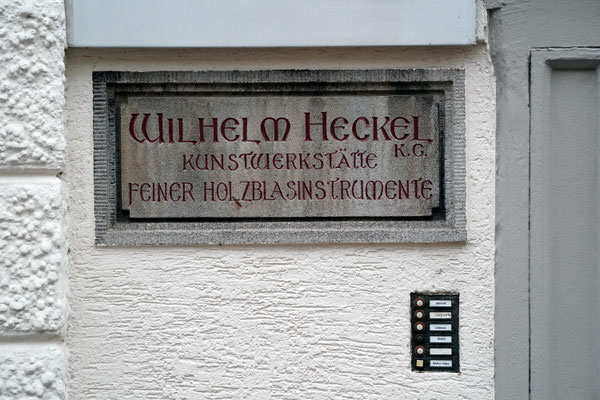 WILHELM HECKEL
K.G.
KUNSTWERKSTÄTTE
FEINER HOLZBLASINSTRUMENTE